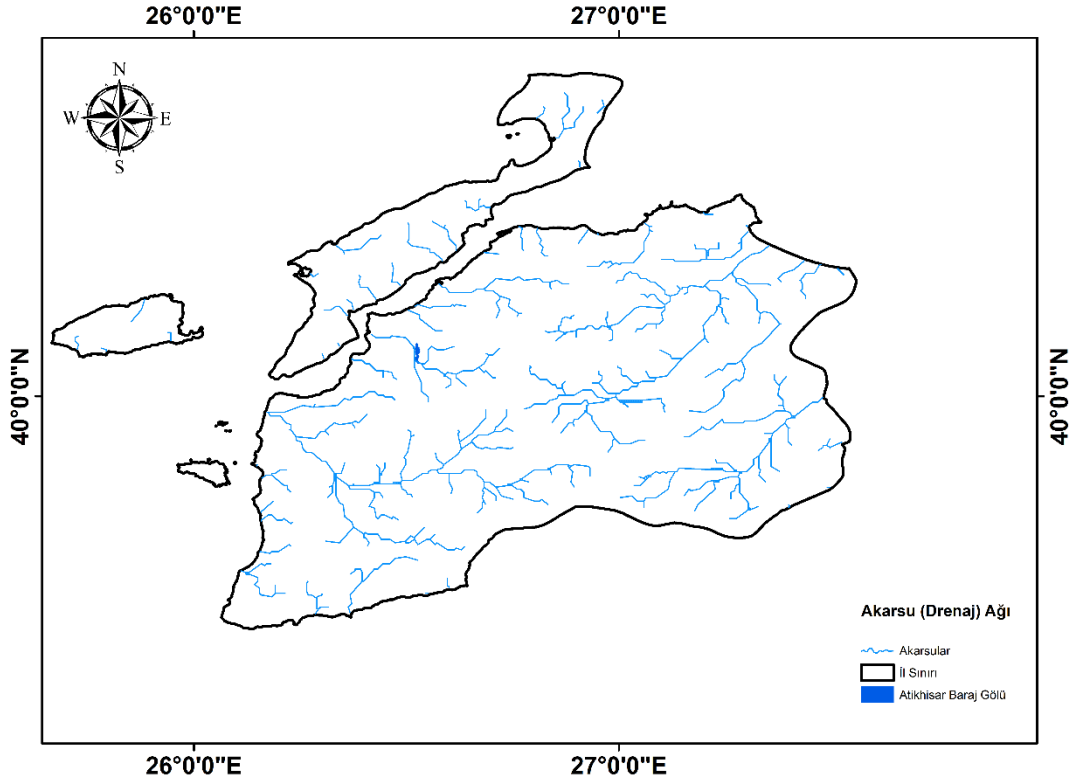 26°0'0"E 27°0'0"E
N
W E
S
40°0'0"N 40°0'0"N
Akarsu (Drenaj) Ağı
Akarsular
İl Sınırı
Atikhisar Baraj Gölü
26°0'0"E 27°0'0"E